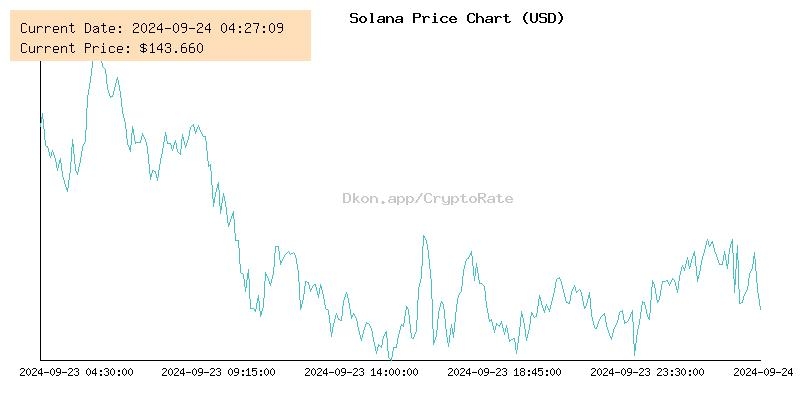 Solana Price Chart (USD)
Current Date: 2024-09-24 04:27:09
Current Price: $143.660
Dkon.app/CryptoRate
2024-09-23 04:30:00 2024-09-23 09:15:00 2024-09-23 14:00:00 2024-09-23 18:45:00 2024-09-23 23:30:00 2024-09-24